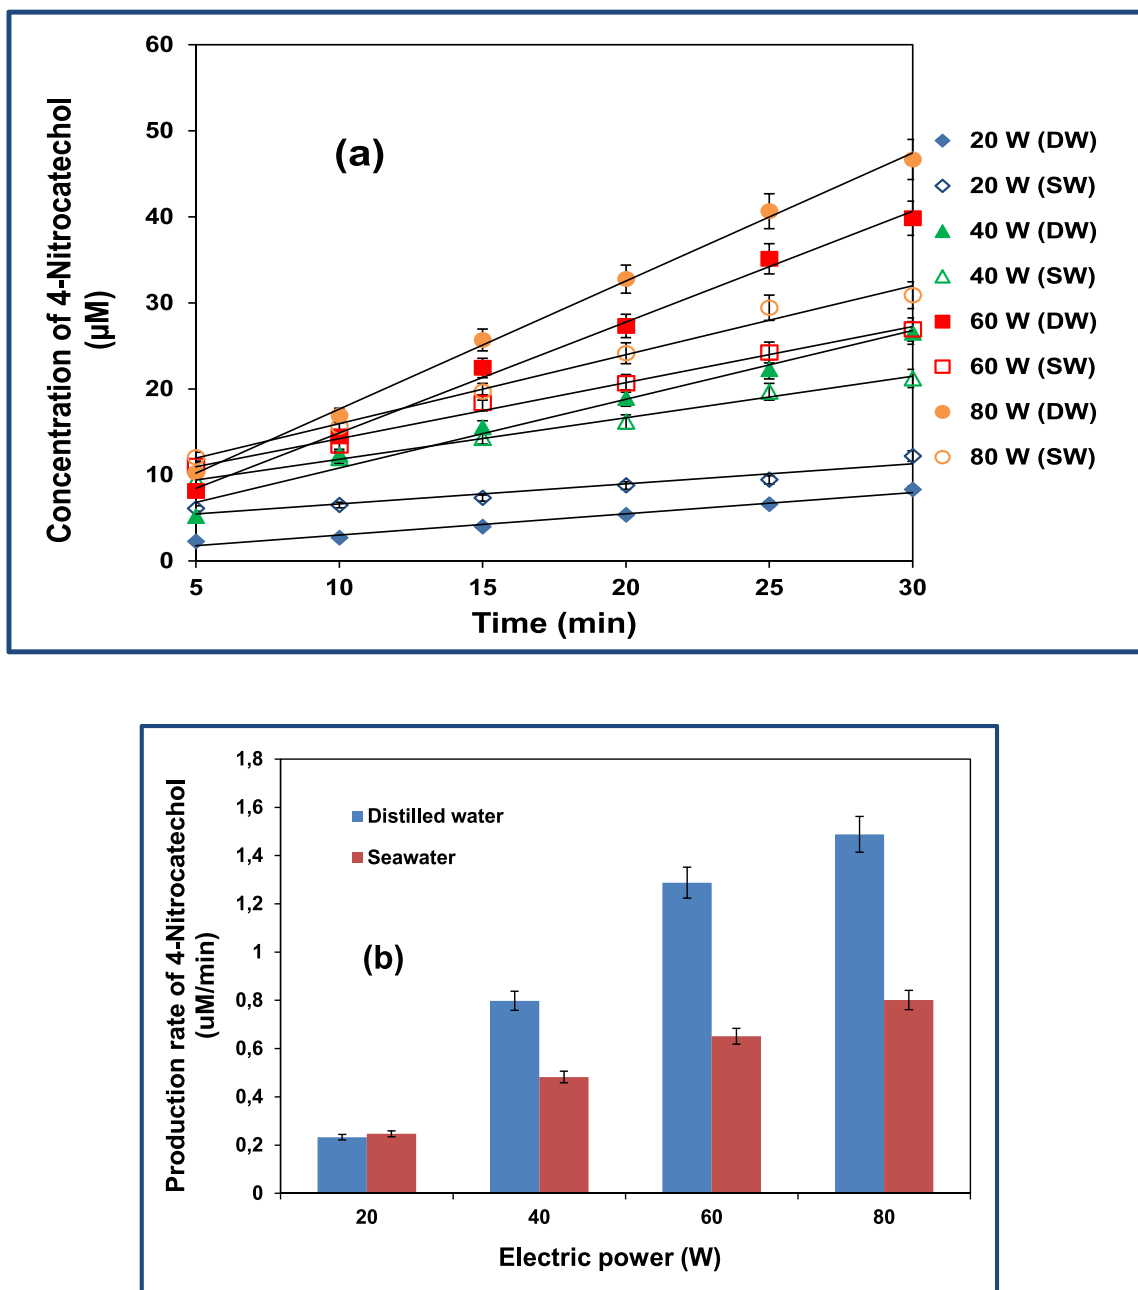 60
50
40
30
20
10
0
Concentration of 4-Nitrocatechol
(µM)
(a)
5 10 15 20 25 30
Time (min)
20 W (DW)
20 W (SW)
40 W (DW)
40 W (SW)
60 W (DW)
60 W (SW)
80 W (DW)
80 W (SW)
1,8
1,6
1,4
1,2
1
0,8
0,6
0,4
0,2
0
Production rate of 4-Nitrocatechol
(uM/min)
Distilled water
Seawater
(b)
20 40 60 80
Electric power (W)